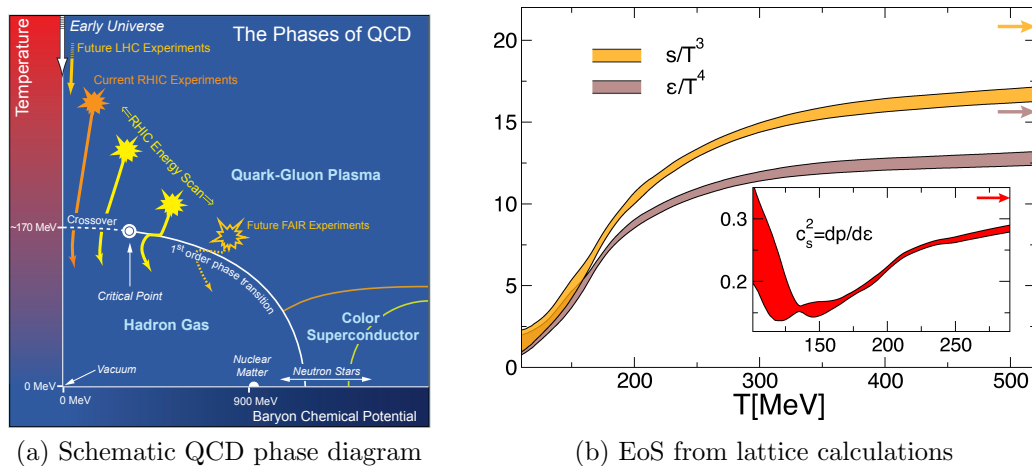 Early Universe
The Phases of QCD
Future LHC Experiments
Current RHIC Experiments
Temperature
RHIC Energy Scan
Quark-Gluon Plasma
Crossover
~170 MeV
Future FAIR Experiments
1st order phase transition
Critical Point
Hadron Gas
Color
Superconductor
Nuclear
Matter
Vacuum
Neutron Stars
0 MeV
0 MeV
900 MeV
Baryon Chemical Potential
(a) Schematic QCD phase diagram
20
15
10
5
0
s/T³
ε/T⁴
0.3
0.2
cₛ²=dp/dε
150
200
250
200
300
400
500
T[MeV]
(b) EoS from lattice calculations